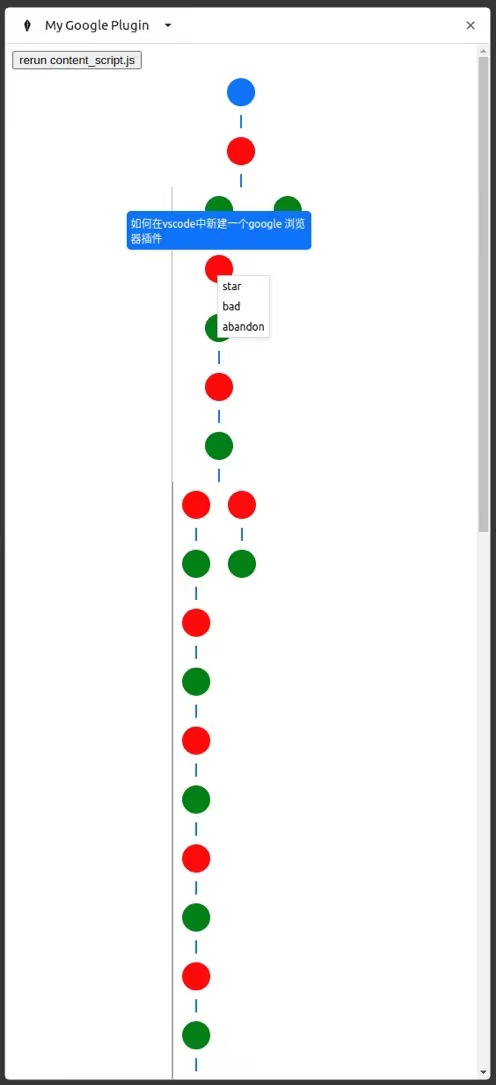 My Google Plugin
rerun content_script.js
如何在vscode中新建一个google 浏览
器插件
star
bad
abandon